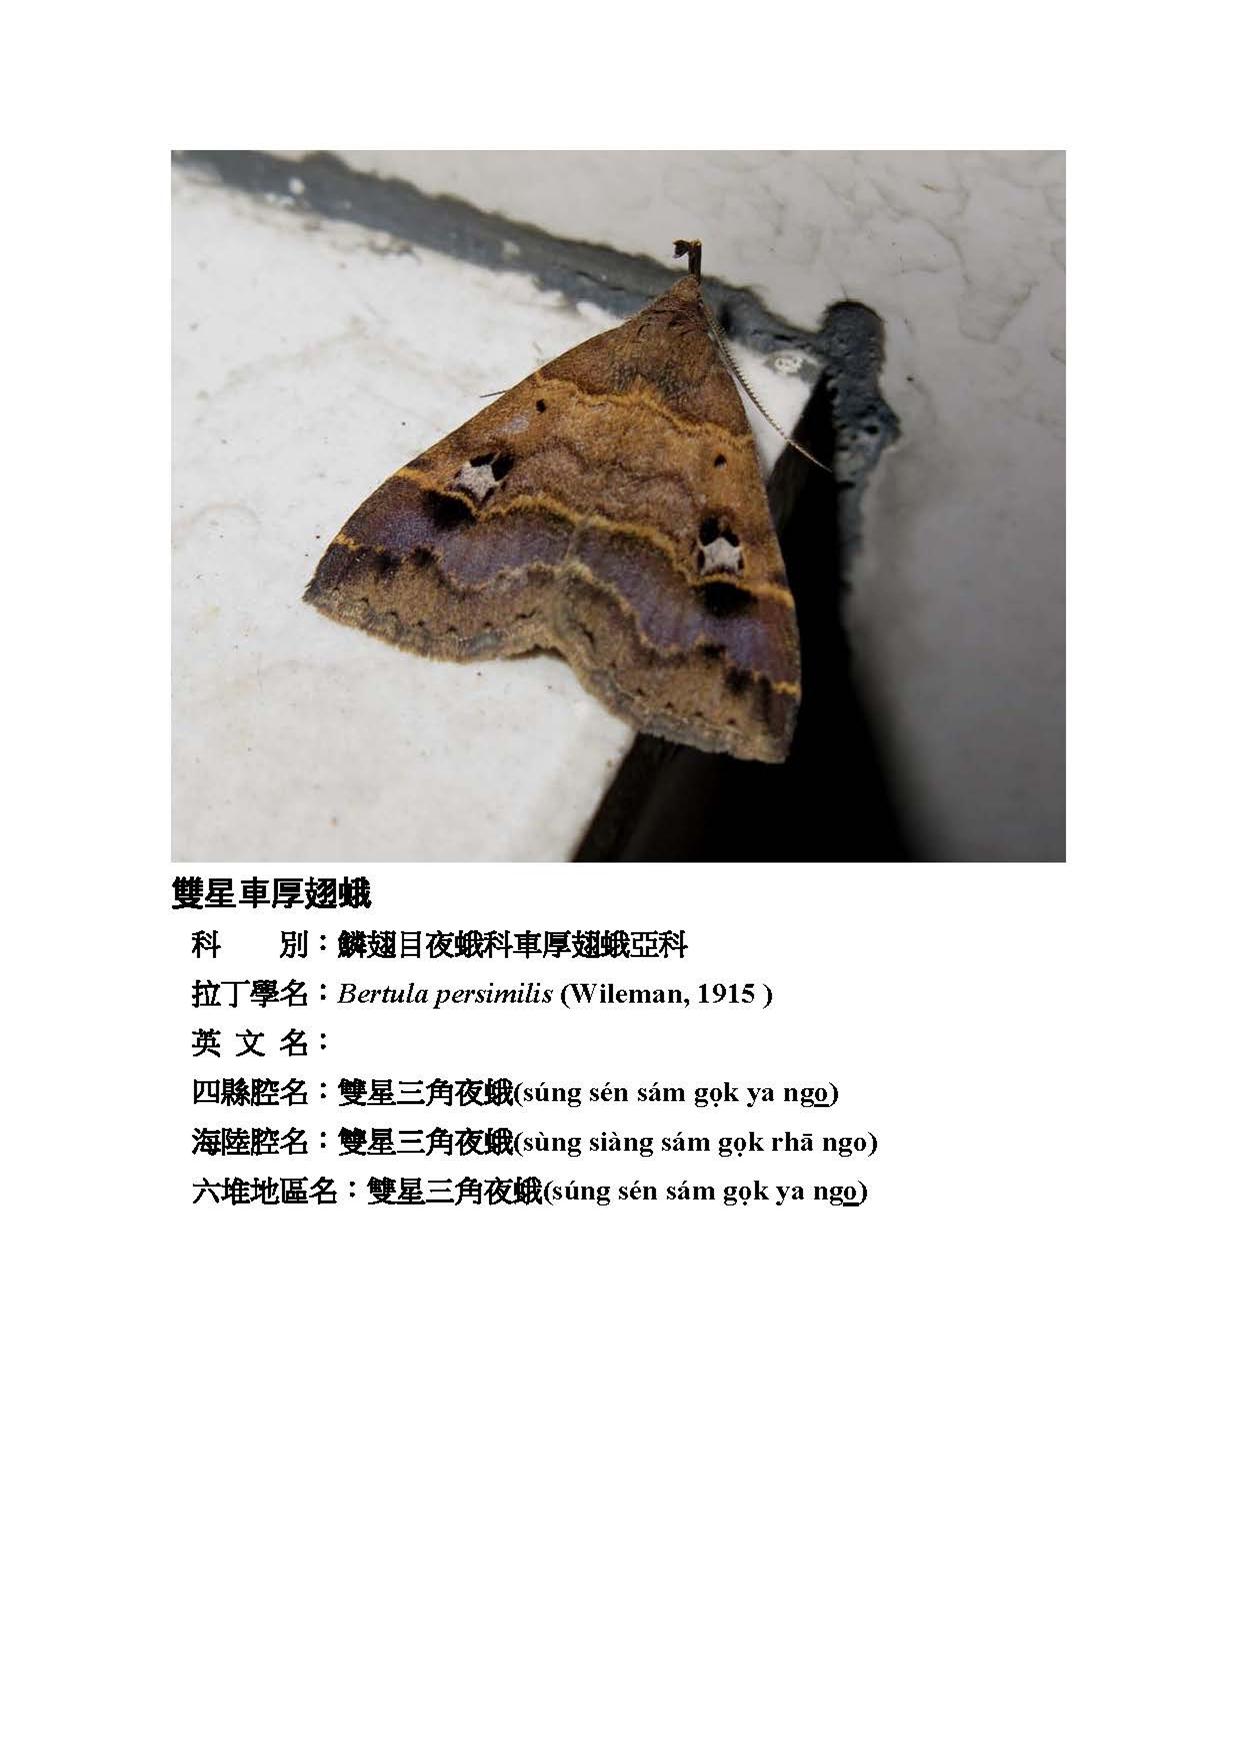 雙星車厚翅蛾
科　　別：鱗翅目夜蛾科車厚翅蛾亞科
拉丁學名：Bertula persimilis (Wileman, 1915 )
英 文 名：
四縣腔名：雙星三角夜蛾(súng sén sám gọk ya ngo)
海陸腔名：雙星三角夜蛾(sùng siàng sám gọk rhā ngo)
六堆地區名：雙星三角夜蛾(súng sén sám gọk ya ngo)